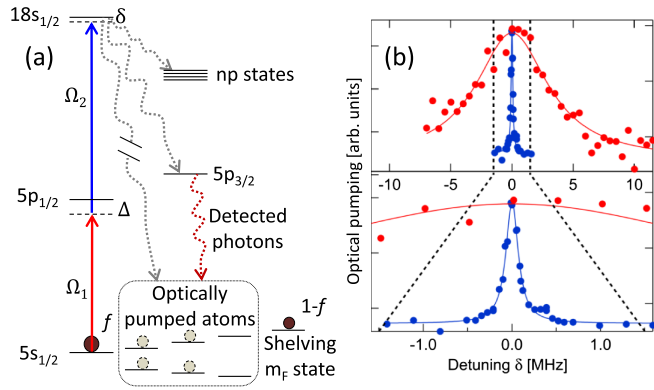 18s1/2
δ
(a)
Ω2
np states
5p1/2
5p3/2
Δ
Detected
photons
Ω1
Optically
pumped atoms
f
1-f
Shelving
mF state
5s1/2
(b)
Optical pumping [arb. units]
-10 -5 0 5 10
-1.0 0.0 1.0
Detuning δ [MHz]